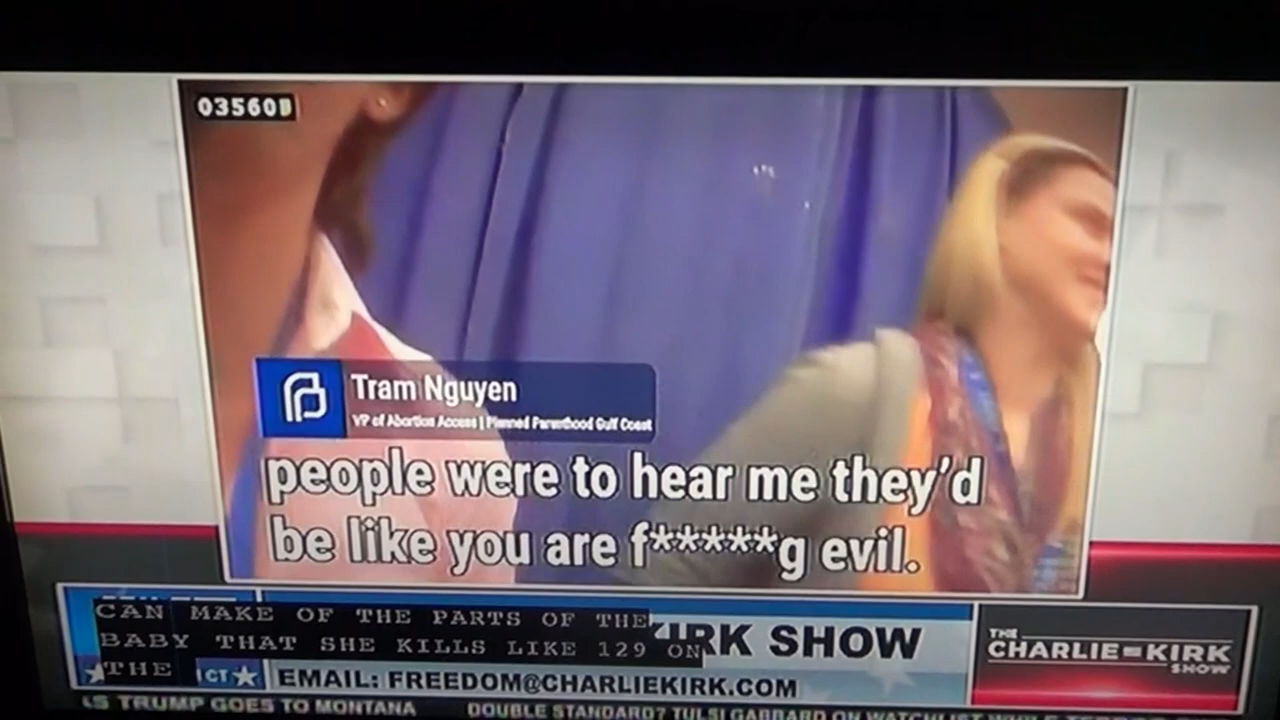 03560
Tram Nguyen
VP of Abortion Access | Planned Parenthood Gulf Coast
people were to hear me they'd
be like you are f*****g evil.
CAN MAKE OF THE PARTS OF THE
BABY THAT SHE KILLS LIKE 129 ON
THE
KIRK SHOW
CT
EMAIL: FREEDOM@CHARLIEKIRK.COM
THE
CHARLIE KIRK
SHOW
TRUMP GOES TO MONTANA DOUBLE STANDARD? TULSI GABBARD ON WATCHLIST WHILE